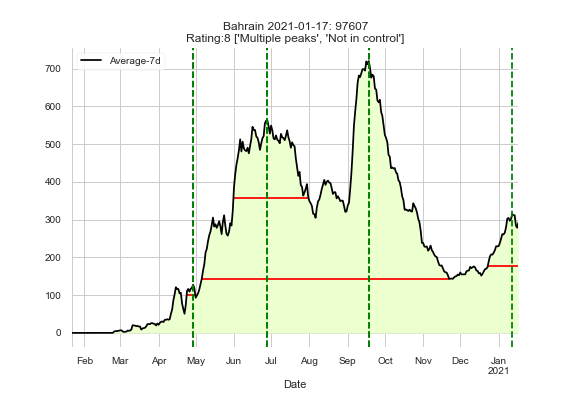 Bahrain 2021-01-17: 97607
Rating:8 ['Multiple peaks', 'Not in control']
Average-7d
700
600
500
400
300
200
100
0
Feb Mar Apr May Jun Jul Aug Sep Oct Nov Dec Jan
2021
Date